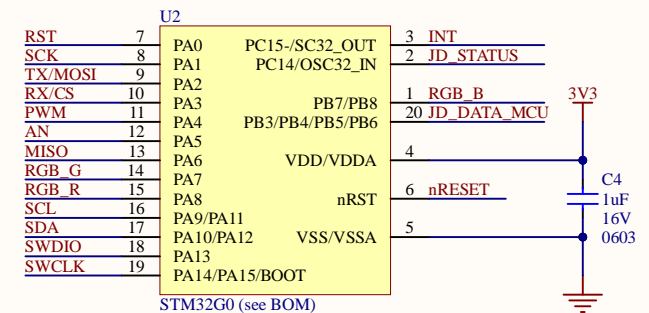 U2
RST 7 PA0 PC15-/SC32_OUT 3 INT
SCK 8 PA1 PC14/OSC32_IN 2 JD_STATUS
TX/MOSI 9 PA2
RX/CS 10 PA3 PB7/PB8 1 RGB_B 3V3
PWM 11 PA4 PB3/PB4/PB5/PB6 20 JD_DATA_MCU
AN 12 PA5
MISO 13 PA6 VDD/VDDA 4
RGB_G 14 PA7 C4
RGB_R 15 PA8 nRST 6 nRESET 1uF
SCL 16 PA9/PA11 16V
SDA 17 PA10/PA12 VSS/VSSA 5 0603
SWDIO 18 PA13
SWCLK 19 PA14/PA15/BOOT
STM32G0 (see BOM)